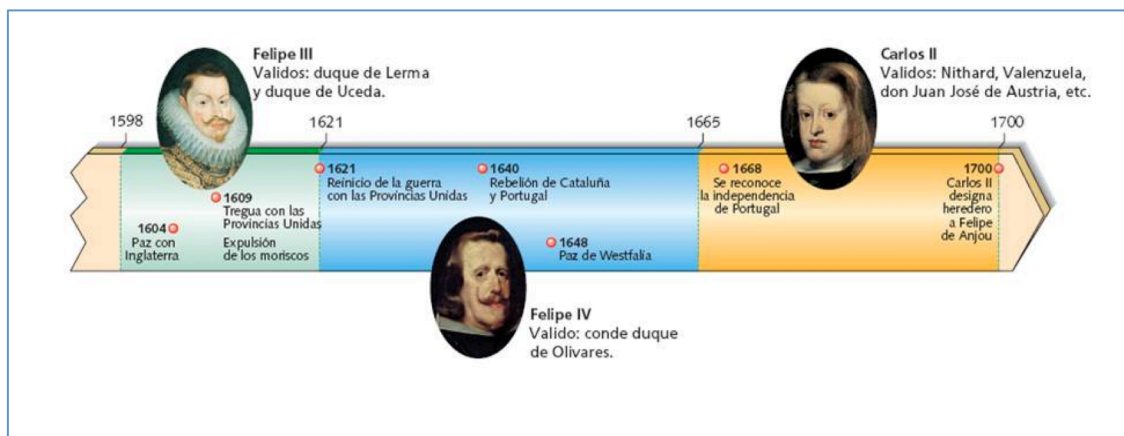 Felipe III
Validos: duque de Lerma
y duque de Uceda.
Carlos II
Validos: Nithard, Valenzuela,
don Juan José de Austria, etc.
1598
1621
1665
1700
1604
Paz con
Inglaterra
1609
Tregua con las
Provincias Unidas
Expulsión
de los moriscos
1621
Reinicio de la guerra
con las Províncias Unidas
1640
Rebelión de Cataluña
y Portugal
1648
Paz de Westfalía
1668
Se reconoce
la independencia
de Portugal
1700
Carlos II
designa
heredero
a Felipe
de Anjou
Felipe IV
Valido: conde duque
de Olivares.